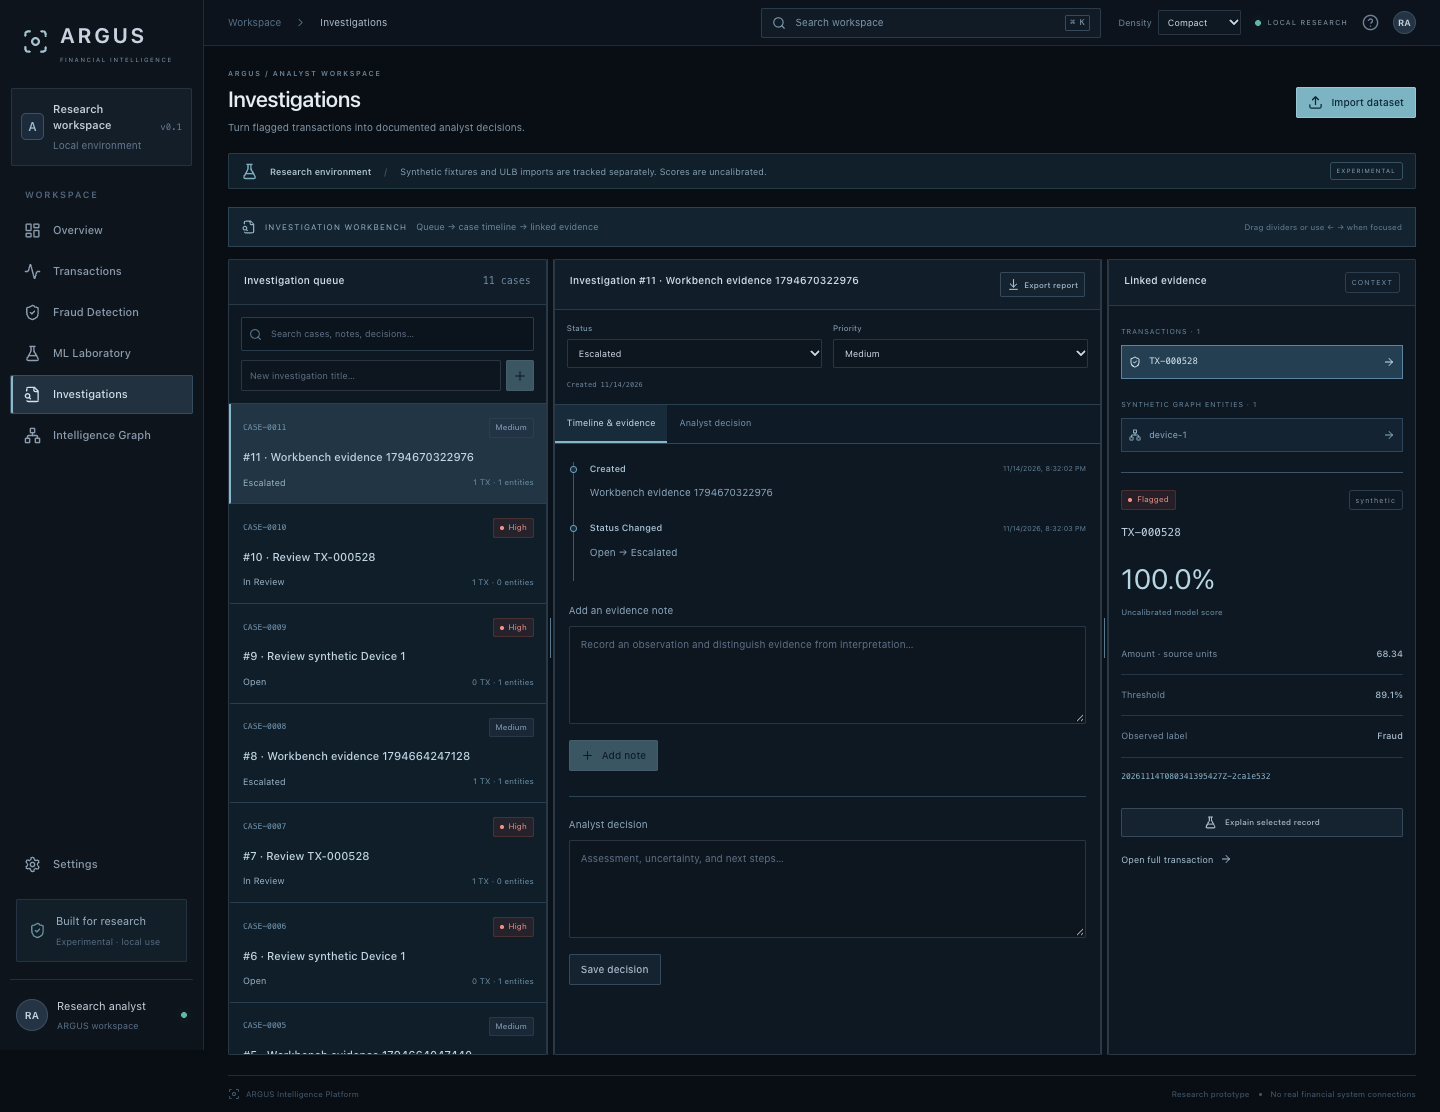 ARGUS
FINANCIAL INTELLIGENCE
A
Research
workspace
v0.1
Local environment
WORKSPACE
Overview
Transactions
Fraud Detection
ML Laboratory
Investigations
Intelligence Graph
Settings
Built for research
Experimental · local use
RA
Research analyst
ARGUS workspace
Workspace
Investigations
Search workspace
⌘ K
Density
Compact
LOCAL RESEARCH
RA
ARGUS / ANALYST WORKSPACE
Investigations
Turn flagged transactions into documented analyst decisions.
Import dataset
Research environment / Synthetic fixtures and ULB imports are tracked separately. Scores are uncalibrated.
EXPERIMENTAL
INVESTIGATION WORKBENCH Queue → case timeline → linked evidence
Drag dividers or use ← → when focused
Investigation queue
11 cases
Search cases, notes, decisions...
New investigation title...
CASE-0011
Medium
#11 · Workbench evidence 1794670322976
Escalated
1 TX · 1 entities
CASE-0010
High
#10 · Review TX-000528
In Review
1 TX · 0 entities
CASE-0009
High
#9 · Review synthetic Device 1
Open
0 TX · 1 entities
CASE-0008
Medium
#8 · Workbench evidence 1794664247128
Escalated
1 TX · 1 entities
CASE-0007
High
#7 · Review TX-000528
In Review
1 TX · 0 entities
CASE-0006
High
#6 · Review synthetic Device 1
Open
0 TX · 1 entities
CASE-0005
Medium
Investigation #11 · Workbench evidence 1794670322976
Export report
Status
Escalated
Priority
Medium
Created 11/14/2026
Timeline & evidence
Analyst decision
Created
11/14/2026, 8:32:02 PM
Workbench evidence 1794670322976
Status Changed
11/14/2026, 8:32:03 PM
Open → Escalated
Add an evidence note
Record an observation and distinguish evidence from interpretation...
Add note
Analyst decision
Assessment, uncertainty, and next steps...
Save decision
Linked evidence
CONTEXT
TRANSACTIONS · 1
TX-000528
SYNTHETIC GRAPH ENTITIES · 1
device-1
Flagged
synthetic
TX-000528
100.0%
Uncalibrated model score
Amount · source units
68.34
Threshold
89.1%
Observed label
Fraud
20261114T080341395427Z-2ca1e532
Explain selected record
Open full transaction
ARGUS Intelligence Platform
Research prototype • No real financial system connections